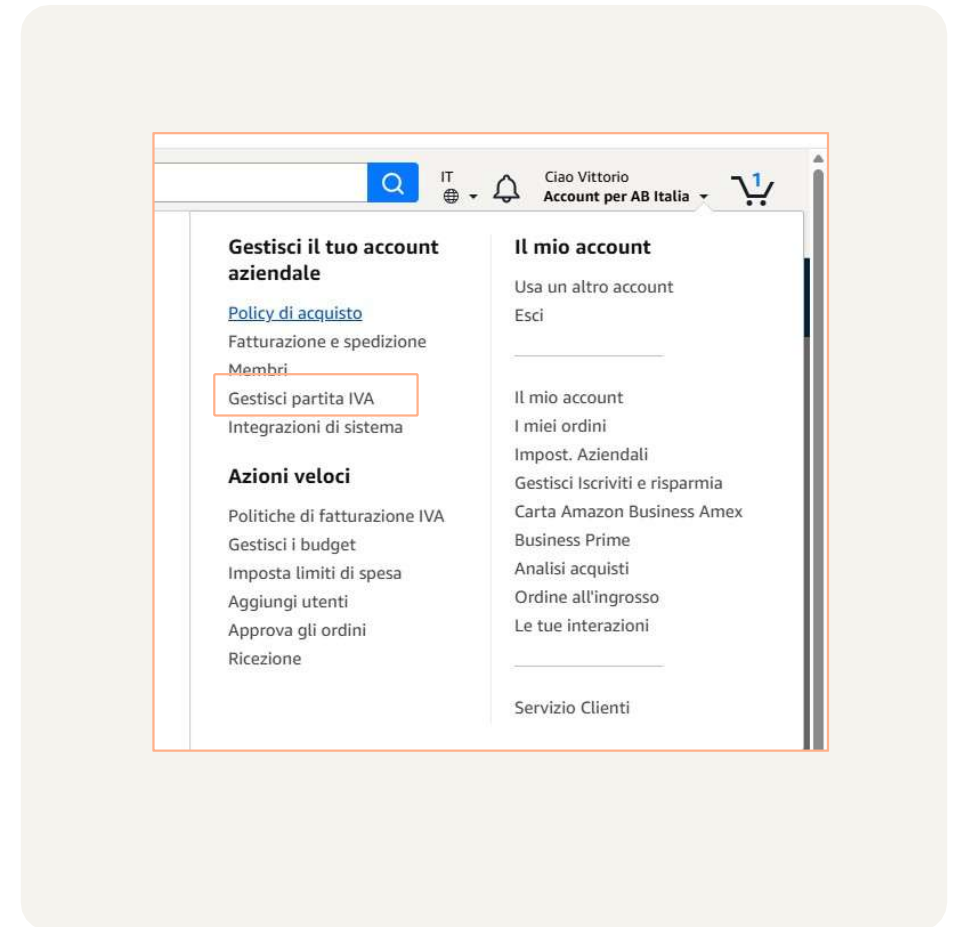 IT
Ciao Vittorio
Account per AB Italia
1
Gestisci il tuo account
aziendale
Policy di acquisto
Fatturazione e spedizione
Membri
Gestisci partita IVA
Integrazioni di sistema
Azioni veloci
Politiche di fatturazione IVA
Gestisci i budget
Imposta limiti di spesa
Aggiungi utenti
Approva gli ordini
Ricezione
Il mio account
Usa un altro account
Esci
Il mio account
I miei ordini
Impost. Aziendali
Gestisci Iscriviti e risparmia
Carta Amazon Business Amex
Business Prime
Analisi acquisti
Ordine all'ingrosso
Le tue interazioni
Servizio Clienti